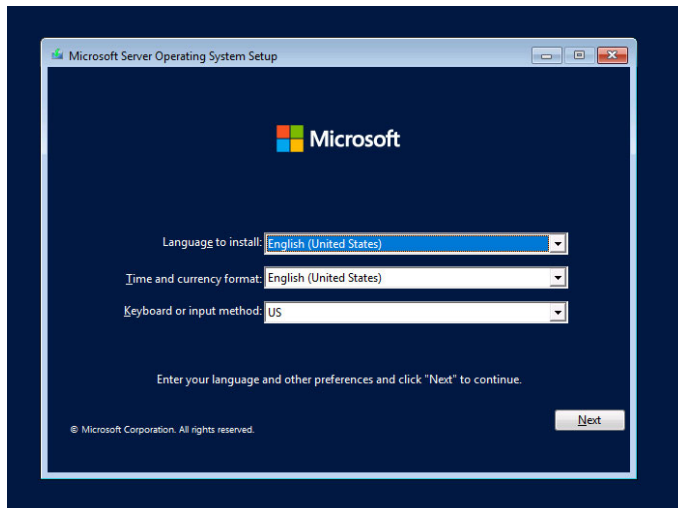 Microsoft Server Operating System Setup
Microsoft
Language to install: English (United States)
Time and currency format: English (United States)
Keyboard or input method: US
Enter your language and other preferences and click "Next" to continue.
Next
© Microsoft Corporation. All rights reserved.